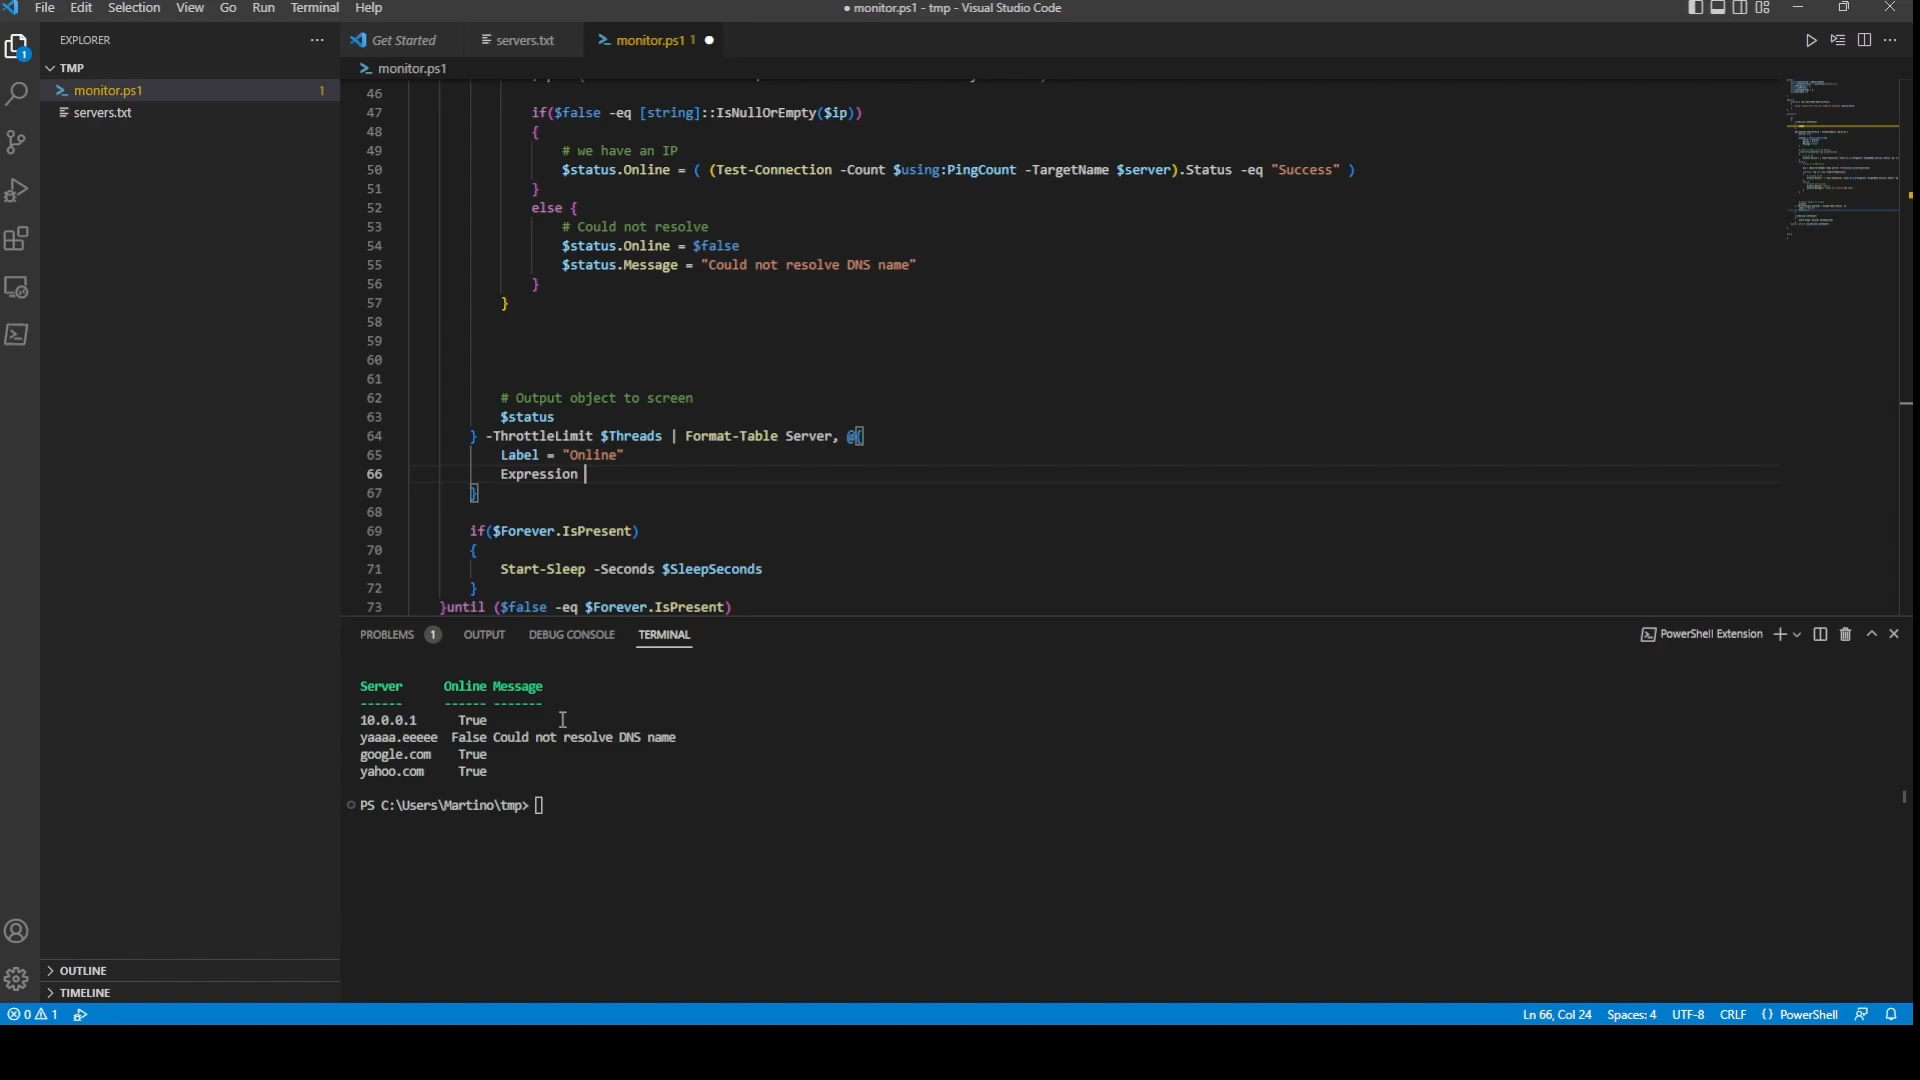 File Edit Selection View Go Run Terminal Help
● monitor.ps1 - tmp - Visual Studio Code
EXPLORER
1
TMP
monitor.ps1 1
servers.txt
OUTLINE
TIMELINE
Get Started servers.txt monitor.ps1 1
monitor.ps1
46
47 if($false -eq [string]::IsNullOrEmpty($ip))
48 {
49 # we have an IP
50 $status.Online = ( (Test-Connection -Count $using:PingCount -TargetName $server).Status -eq "Success" )
51 }
52 else {
53 # Could not resolve
54 $status.Online = $false
55 $status.Message = "Could not resolve DNS name"
56 }
57 }
58
59
60
61
62 # Output object to screen
63 $status
64 } -ThrottleLimit $Threads | Format-Table Server, @{
65 Label = "Online"
66 Expression
67 }
68
69 if($Forever.IsPresent)
70 {
71 Start-Sleep -Seconds $SleepSeconds
72 }
73 }until ($false -eq $Forever.IsPresent)
PROBLEMS 1 OUTPUT DEBUG CONSOLE TERMINAL PowerShell Extension
Server Online Message
------ ------ -------
10.0.0.1 True
yaaaa.eeeee False Could not resolve DNS name
google.com True
yahoo.com True
PS C:\Users\Martino\tmp>
0 1 Ln 66, Col 24 Spaces: 4 UTF-8 CRLF {} PowerShell